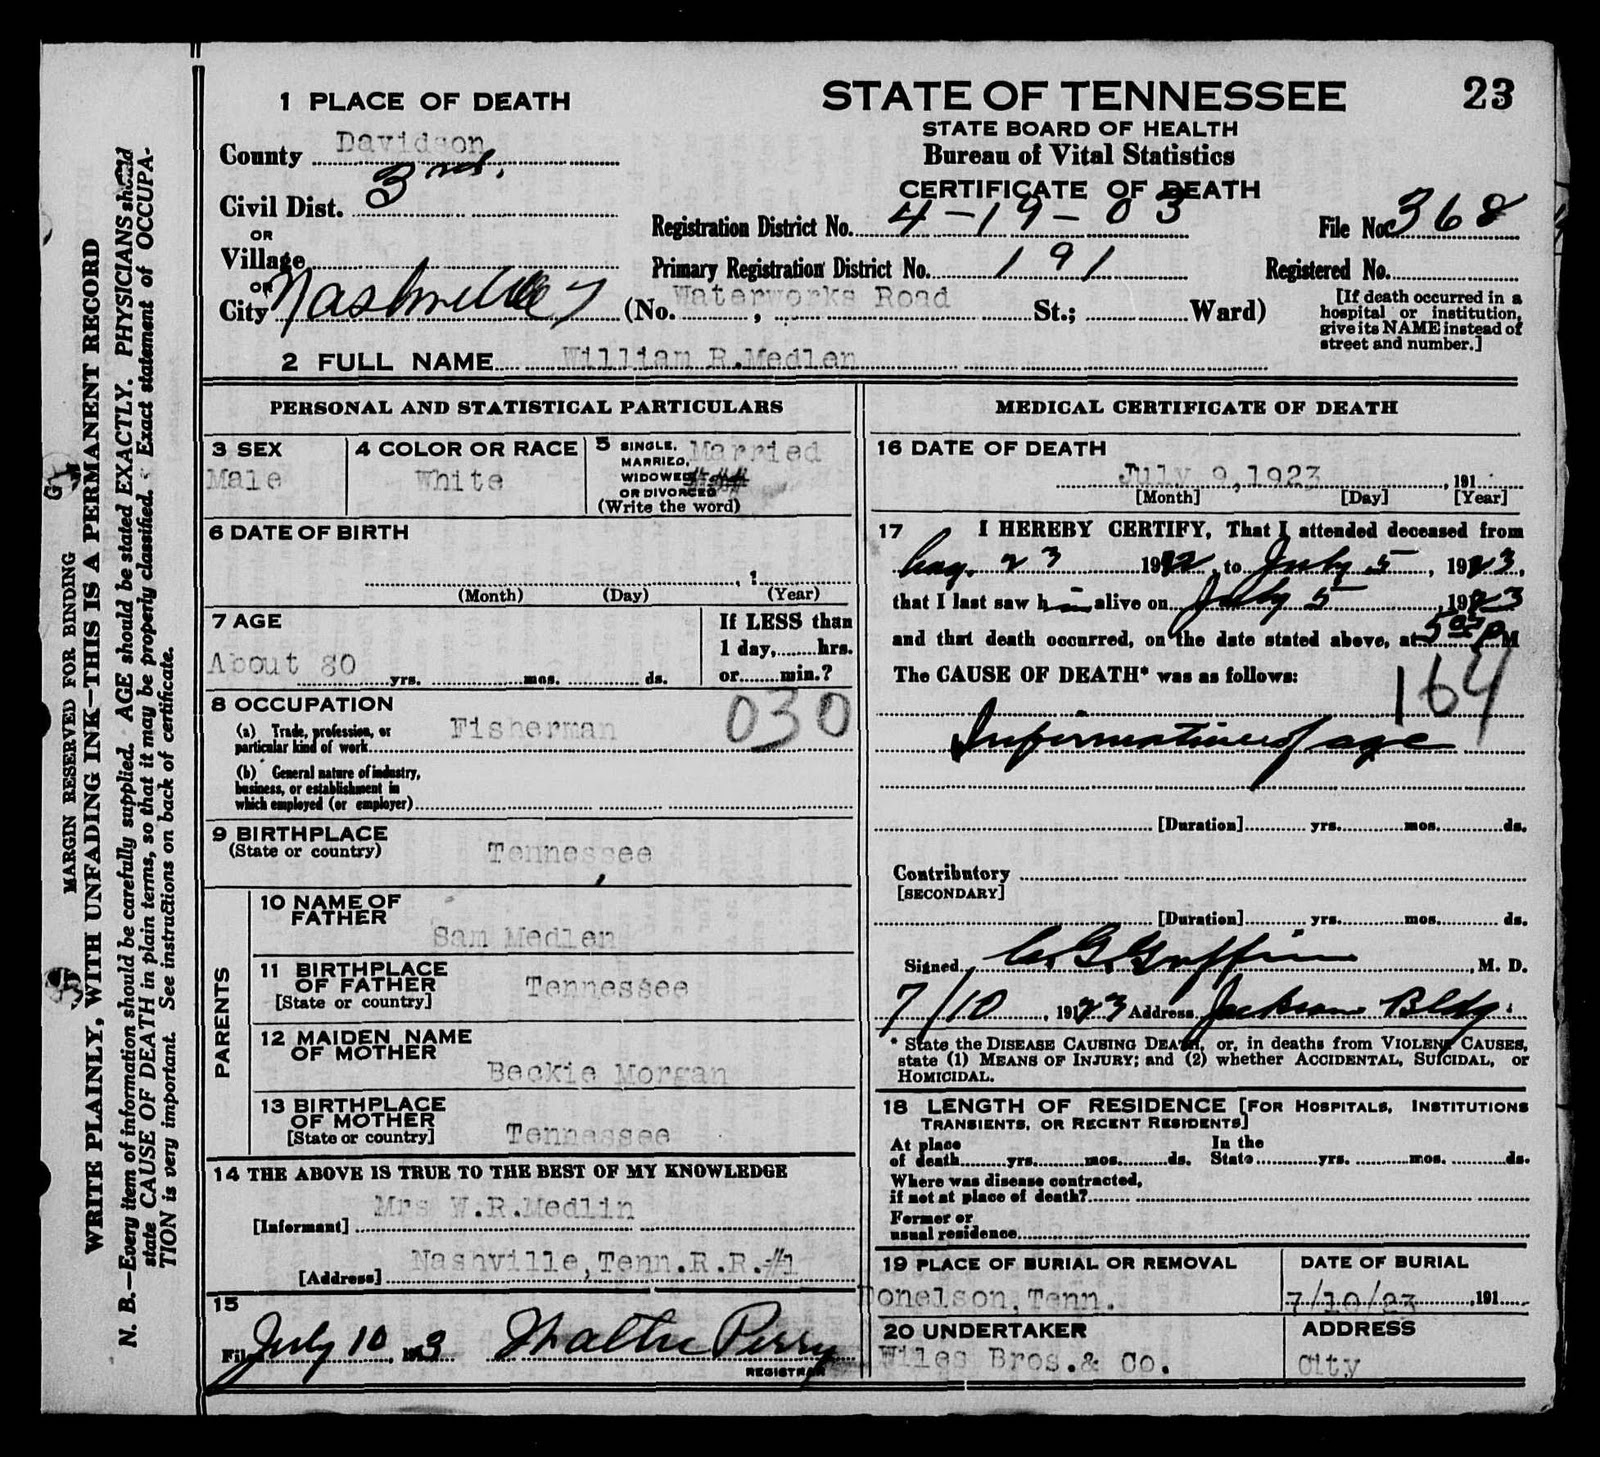 23
1 PLACE OF DEATH
STATE OF TENNESSEE
STATE BOARD OF HEALTH
Bureau of Vital Statistics
CERTIFICATE OF DEATH
County Davidson
Civil Dist. 3rd.
OR
Village
OR
City Nashville 7 (No. Waterworks Road St.; Ward)
Registration District No. 4-19-03 File No. 368
Primary Registration District No. 191 Registered No.
[If death occurred in a
hospital or institution,
give its NAME instead of
street and number.]
2 FULL NAME William R.Medlen
PERSONAL AND STATISTICAL PARTICULARS
3 SEX
Male
4 COLOR OR RACE
White
5 SINGLE, MARRIED, WIDOWED OR DIVORCED
(Write the word)
Married
6 DATE OF BIRTH
, 1
(Month) (Day) (Year)
7 AGE
About 80 yrs. mos. ds.
If LESS than
1 day, hrs.
or min.?
8 OCCUPATION
(a) Trade, profession, or
particular kind of work Fisherman
030
(b) General nature of industry,
business, or establishment in
which employed (or employer)
9 BIRTHPLACE
(State or country) Tennessee
PARENTS
10 NAME OF
FATHER
Sam Medlen
11 BIRTHPLACE
OF FATHER
[State or country] Tennessee
12 MAIDEN NAME
OF MOTHER
Beckie Morgan
13 BIRTHPLACE
OF MOTHER
[State or country] Tennassee
14 THE ABOVE IS TRUE TO THE BEST OF MY KNOWLEDGE
[Informant] Mrs W.R.Medlin
[Address] Nashville,Tenn.R.R.#1
15
Filed July 10, 1923 Walter Perry
REGISTRAR
MEDICAL CERTIFICATE OF DEATH
16 DATE OF DEATH
July 9,1923 , 191
[Month] [Day] [Year]
17 I HEREBY CERTIFY, That I attended deceased from
Aug. 23 1922, to July 5, 1923,
that I last saw him alive on July 5, 1923
and that death occurred, on the date stated above, at 5 00 P M
The CAUSE OF DEATH* was as follows:
164
Infirmities of age
[Duration] yrs. mos. ds.
Contributory
[SECONDARY]
[Duration] yrs. mos. ds.
Signed C. G. Griffin, M. D.
7/10, 1923 Address Jackson Bldg.
* State the DISEASE CAUSING DEATH, or, in deaths from VIOLENT CAUSES,
state (1) MEANS OF INJURY; and (2) whether ACCIDENTAL, SUICIDAL, or
HOMICIDAL.
18 LENGTH OF RESIDENCE [FOR HOSPITALS, INSTITUTIONS
TRANSIENTS, OR RECENT RESIDENTS]
At place In the
of death yrs. mos. ds. State yrs. mos. ds.
Where was disease contracted,
if not at place of death?
Former or
usual residence
19 PLACE OF BURIAL OR REMOVAL
Donelson,Tenn.
DATE OF BURIAL
7/10/23, 191
20 UNDERTAKER
Wiles Bros.& Co.
ADDRESS
City
MARGIN RESERVED FOR BINDING
WRITE PLAINLY, WITH UNFADING INK—THIS IS A PERMANENT RECORD
N. B.—Every item of information should be carefully supplied. AGE should be stated EXACTLY. PHYSICIANS should
state CAUSE OF DEATH in plain terms, so that it may be properly classified. Exact statement of OCCUPA-
TION is very important. See instructions on back of certificate.